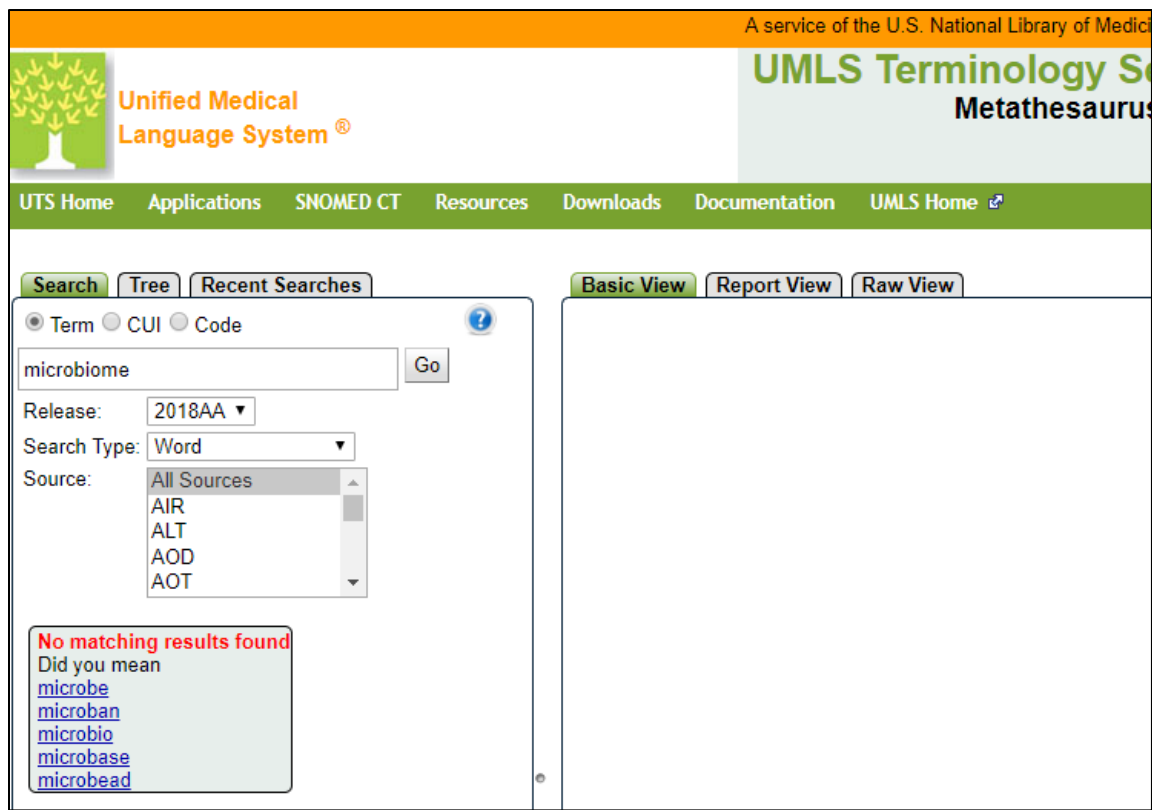 A service of the U.S. National Library of Medici
UMLS Terminology S
Metathesaurus
Unified Medical
Language System ®
UTS Home Applications SNOMED CT Resources Downloads Documentation UMLS Home
Search Tree Recent Searches
Basic View Report View Raw View
Term CUI Code
?
microbiome Go
Release: 2018AA
Search Type: Word
Source: All Sources
AIR
ALT
AOD
AOT
No matching results found
Did you mean
microbe
microban
microbio
microbase
microbead